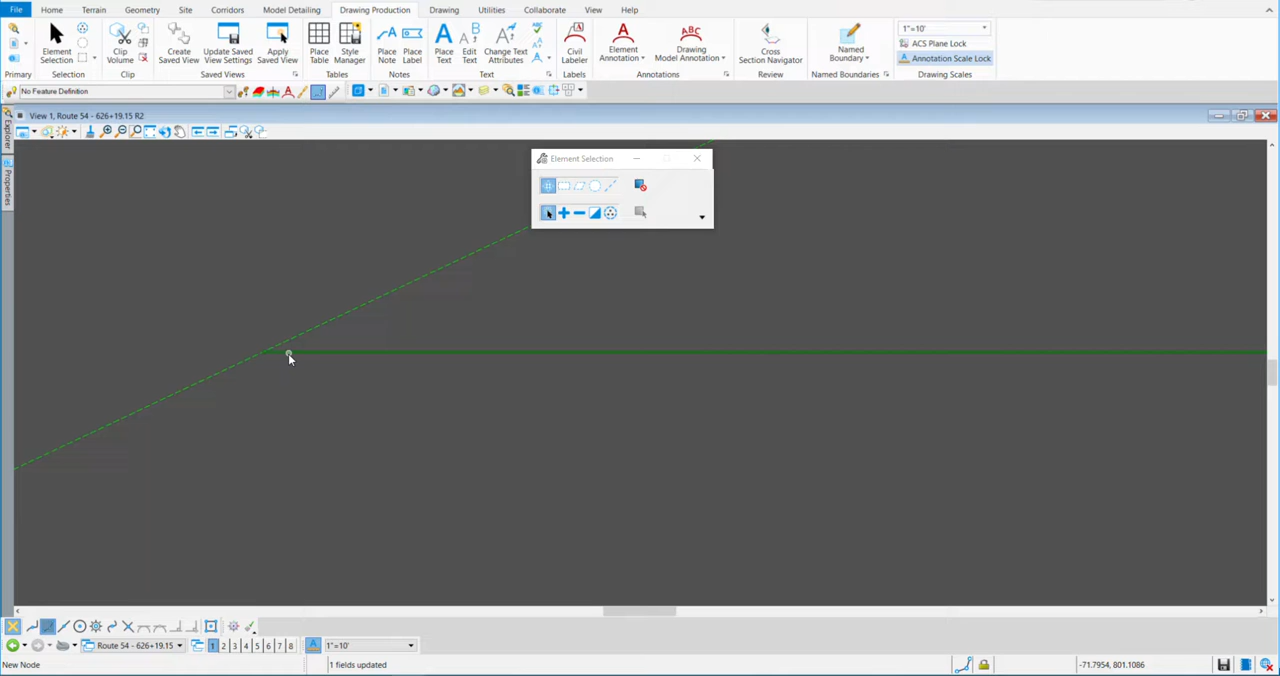 File Home Terrain Geometry Site Corridors Model Detailing Drawing Production Drawing Utilities Collaborate View Help
Element Selection
Clip Volume
Create Saved View
Update Saved View Settings
Apply Saved View
Place Table
Style Manager
Place Note
Place Label
Place Text
Edit Text
Change Text Attributes
Civil Labeler
Element Annotation
Drawing Model Annotation
Cross Section Navigator
Named Boundary
1"=10'
ACS Plane Lock
Annotation Scale Lock
Primary Selection Clip Saved Views Tables Notes Text Labels Annotations Review Named Boundaries Drawing Scales
No Feature Definition
View 1, Route 54 - 626+19.15 R2
Explorer
Properties
Element Selection
Route 54 - 626+19.15 1 2 3 4 5 6 7 8 1"=10'
New Node 1 fields updated -71.7954, 801.1086